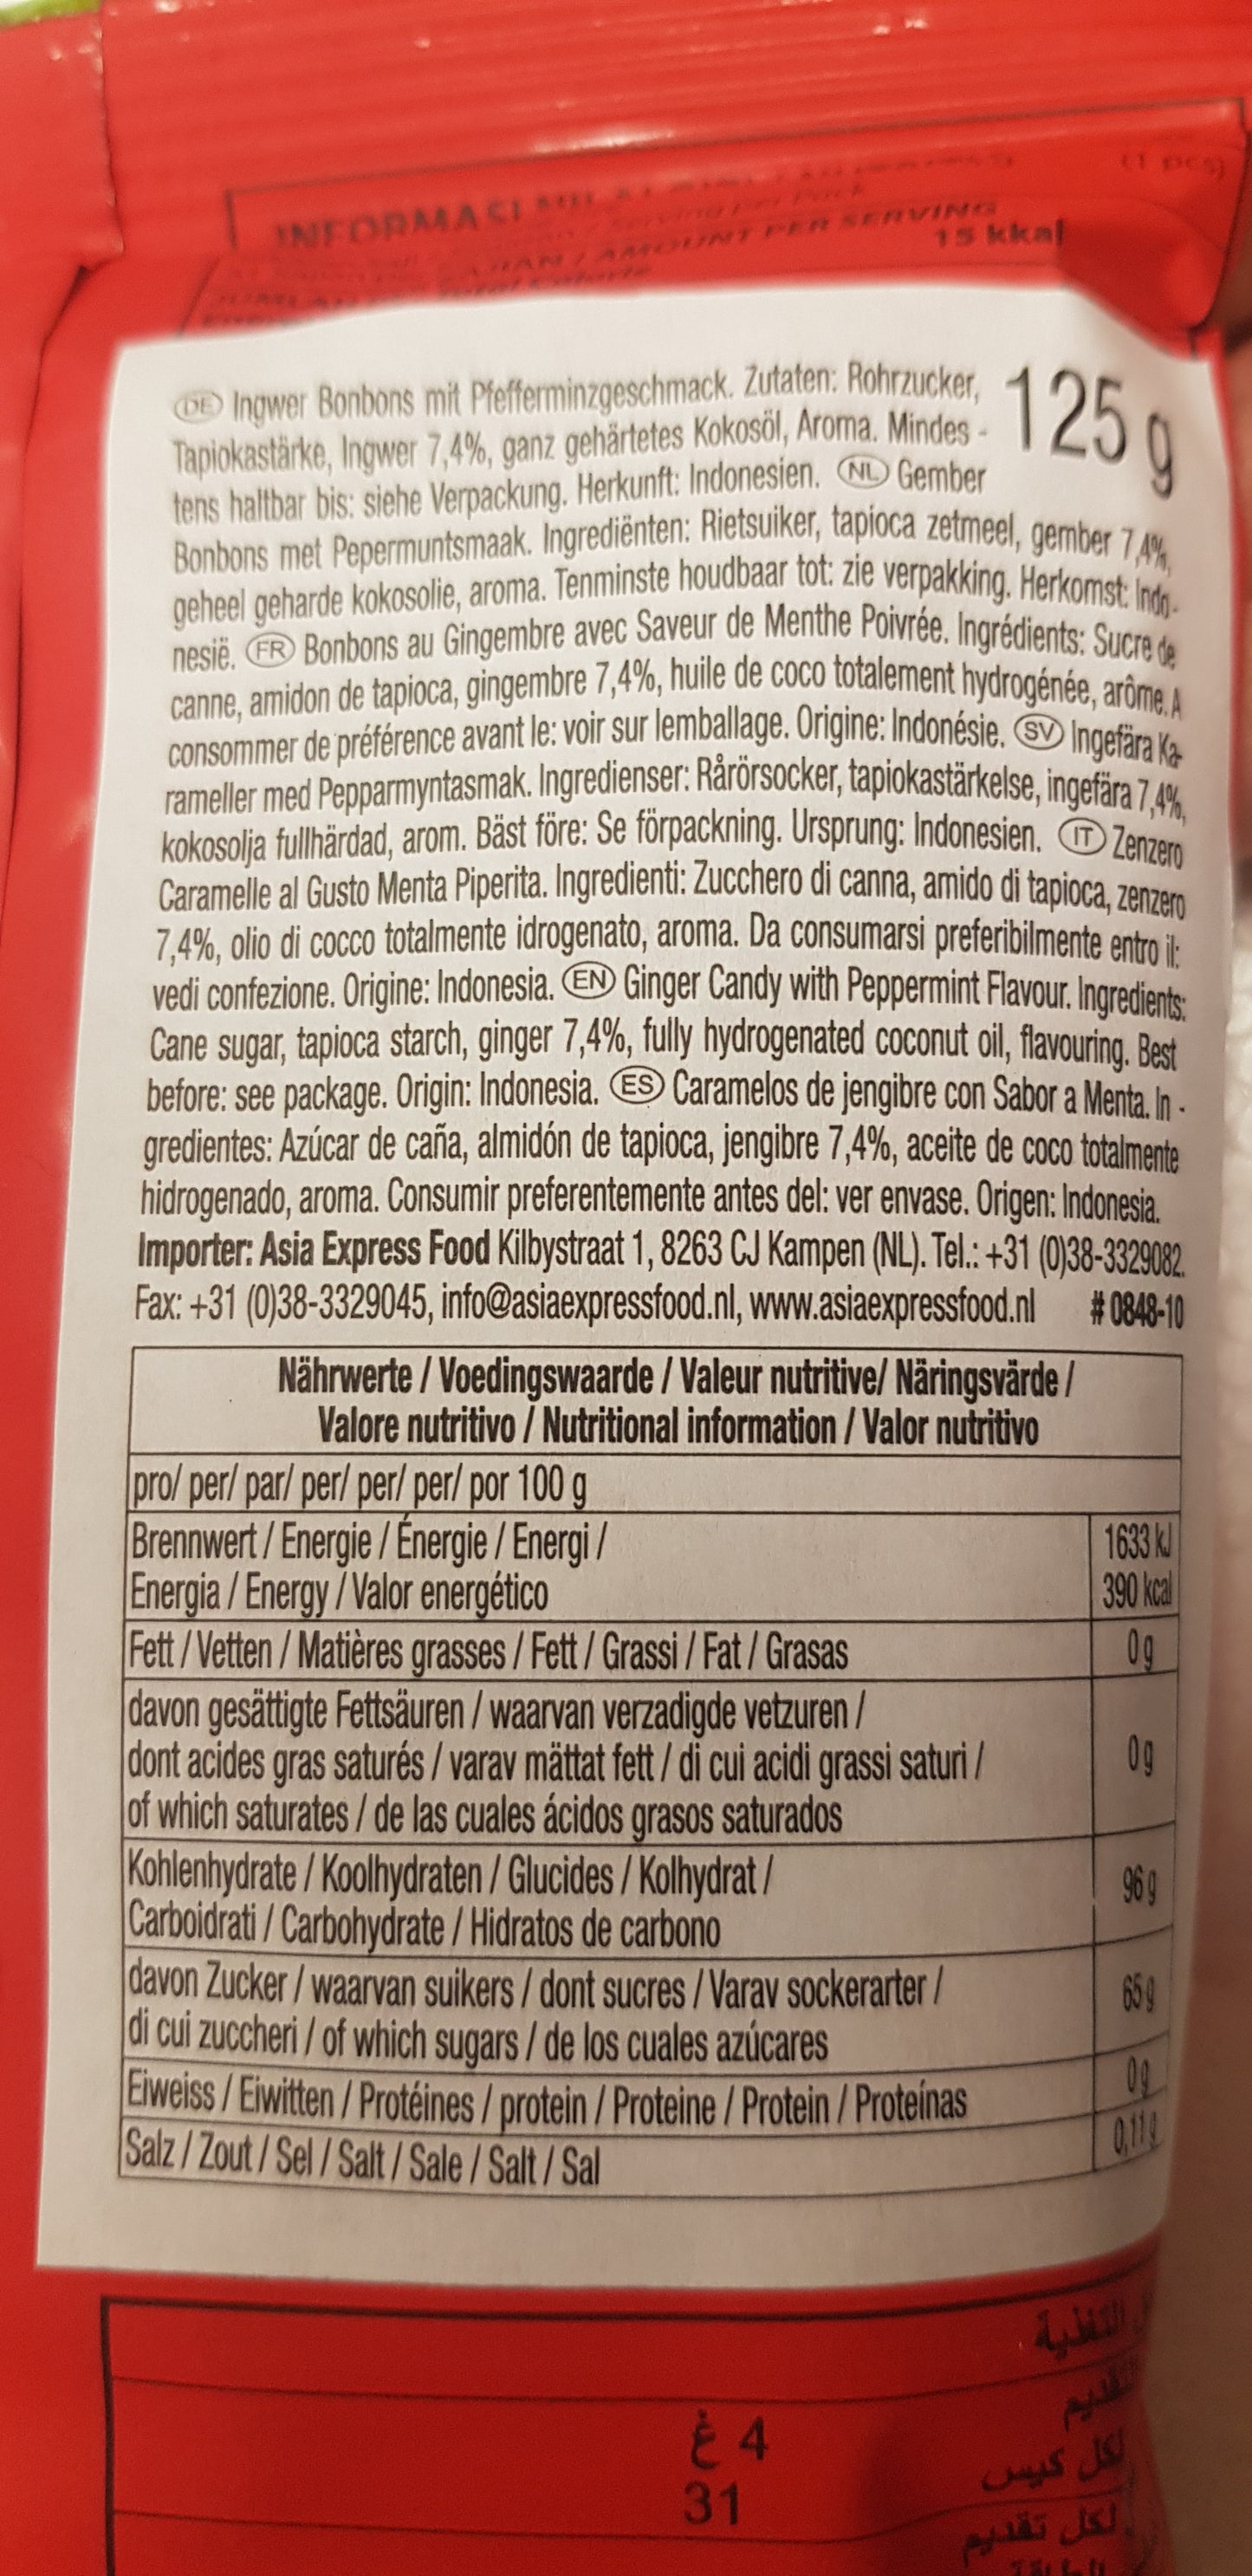 (1 pcs)
INFORMASI
AMOUNT PER SERVING
15 kkal
125 g
DE Ingwer Bonbons mit Pfefferminzgeschmack. Zutaten: Rohrzucker,
Tapiokastärke, Ingwer 7,4%, ganz gehärtetes Kokosöl, Aroma. Mindes -
tens haltbar bis: siehe Verpackung. Herkunft: Indonesien. NL Gember
Bonbons met Pepermuntsmaak. Ingrediënten: Rietsuiker, tapioca zetmeel, gember 7,4%,
geheel geharde kokosolie, aroma. Tenminste houdbaar tot: zie verpakking. Herkomst: Indo-
nesië. FR Bonbons au Gingembre avec Saveur de Menthe Poivrée. Ingrédients: Sucre de
canne, amidon de tapioca, gingembre 7,4%, huile de coco totalement hydrogénée, arôme. A
consommer de préférence avant le: voir sur lemballage. Origine: Indonésie. SV Ingefära Ka-
rameller med Pepparmyntasmak. Ingredienser: Rårörsocker, tapiokastärkelse, ingefära 7,4%,
kokosolja fullhärdad, arom. Bäst före: Se förpackning. Ursprung: Indonesien. IT Zenzero
Caramelle al Gusto Menta Piperita. Ingredienti: Zucchero di canna, amido di tapioca, zenzero
7,4%, olio di cocco totalmente idrogenato, aroma. Da consumarsi preferibilmente entro il:
vedi confezione. Origine: Indonesia. EN Ginger Candy with Peppermint Flavour. Ingredients:
Cane sugar, tapioca starch, ginger 7,4%, fully hydrogenated coconut oil, flavouring. Best
before: see package. Origin: Indonesia. ES Caramelos de jengibre con Sabor a Menta. In -
gredientes: Azúcar de caña, almidón de tapioca, jengibre 7,4%, aceite de coco totalmente
hidrogenado, aroma. Consumir preferentemente antes del: ver envase. Origen: Indonesia.
Importer: Asia Express Food Kilbystraat 1, 8263 CJ Kampen (NL). Tel.: +31 (0)38-3329082.
Fax: +31 (0)38-3329045, info@asiaexpressfood.nl, www.asiaexpressfood.nl # 0848-10
Nährwerte / Voedingswaarde / Valeur nutritive/ Näringsvärde /
Valore nutritivo / Nutritional information / Valor nutritivo
pro/ per/ par/ per/ per/ per/ por 100 g
Brennwert / Energie / Énergie / Energi / 1633 kJ
Energia / Energy / Valor energético 390 kcal
Fett / Vetten / Matières grasses / Fett / Grassi / Fat / Grasas 0 g
davon gesättigte Fettsäuren / waarvan verzadigde vetzuren /
dont acides gras saturés / varav mättat fett / di cui acidi grassi saturi / 0 g
of which saturates / de las cuales ácidos grasos saturados
Kohlenhydrate / Koolhydraten / Glucides / Kolhydrat / 96 g
Carboidrati / Carbohydrate / Hidratos de carbono
davon Zucker / waarvan suikers / dont sucres / Varav sockerarter / 65 g
di cui zuccheri / of which sugars / de los cuales azúcares
Eiweiss / Eiwitten / Protéines / protein / Proteine / Protein / Proteínas 0 g
Salz / Zout / Sel / Salt / Sale / Salt / Sal 0,11 g
التغذية
4 غ
لكل كيس
31
لكل تقديم